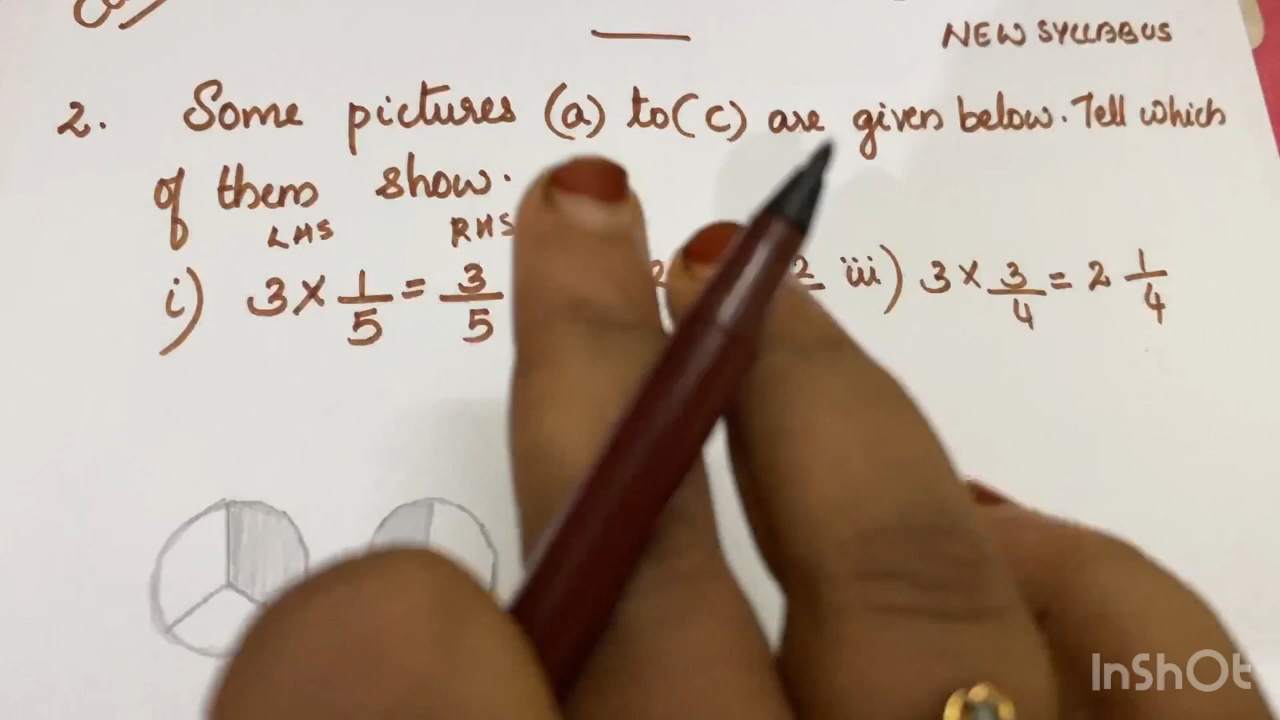 NEW SYLLABUS
2. Some pictures (a) to (c) are given below. Tell which
of them show.
LHS RHS
i) 3 × 1/5 = 3/5 2 iii) 3 × 3/4 = 2 1/4
InShOt